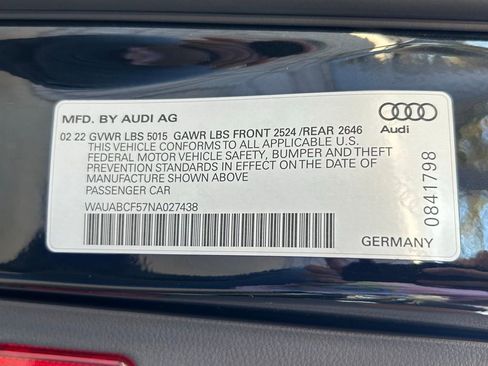 MFD. BY AUDI AG
02 22 GVWR LBS 5015 GAWR LBS FRONT 2524 /REAR 2646
THIS VEHICLE CONFORMS TO ALL APPLICABLE U.S.
FEDERAL MOTOR VEHICLE SAFETY, BUMPER AND THEFT
PREVENTION STANDARDS IN EFFECT ON THE DATE OF
MANUFACTURE SHOWN ABOVE
PASSENGER CAR
WAUABCF57NA027438
Audi
0841798
GERMANY